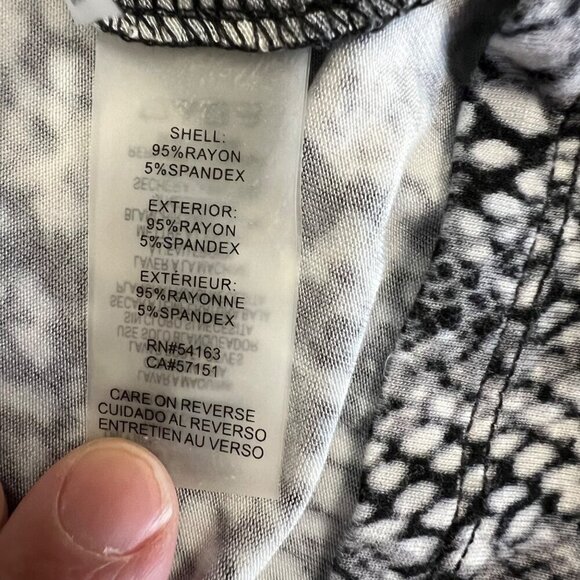 SHELL:
95%RAYON
5%SPANDEX
EXTERIOR:
95%RAYON
5%SPANDEX
EXTÉRIEUR:
95%RAYONNE
5%SPANDEX
RN#54163
CA#57151
CARE ON REVERSE
CUIDADO AL REVERSO
ENTRETIEN AU VERSO